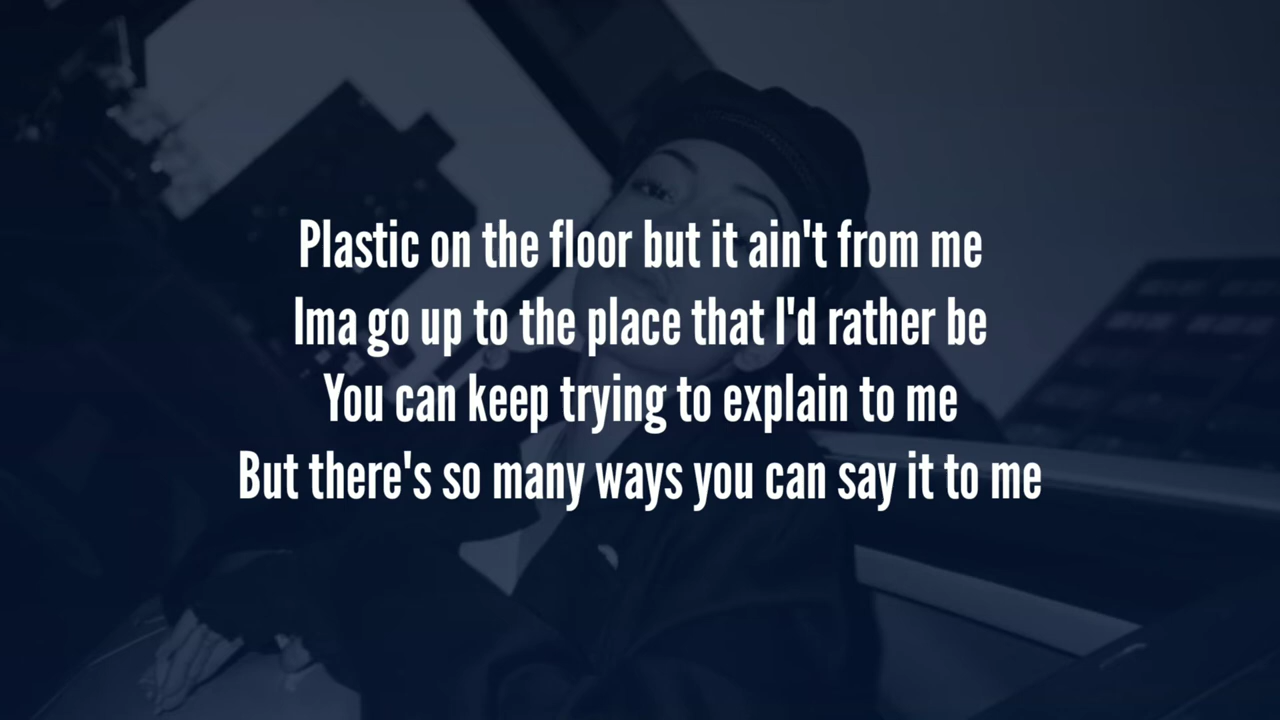 Plastic on the floor but it ain't from me
Ima go up to the place that I'd rather be
You can keep trying to explain to me
But there's so many ways you can say it to me